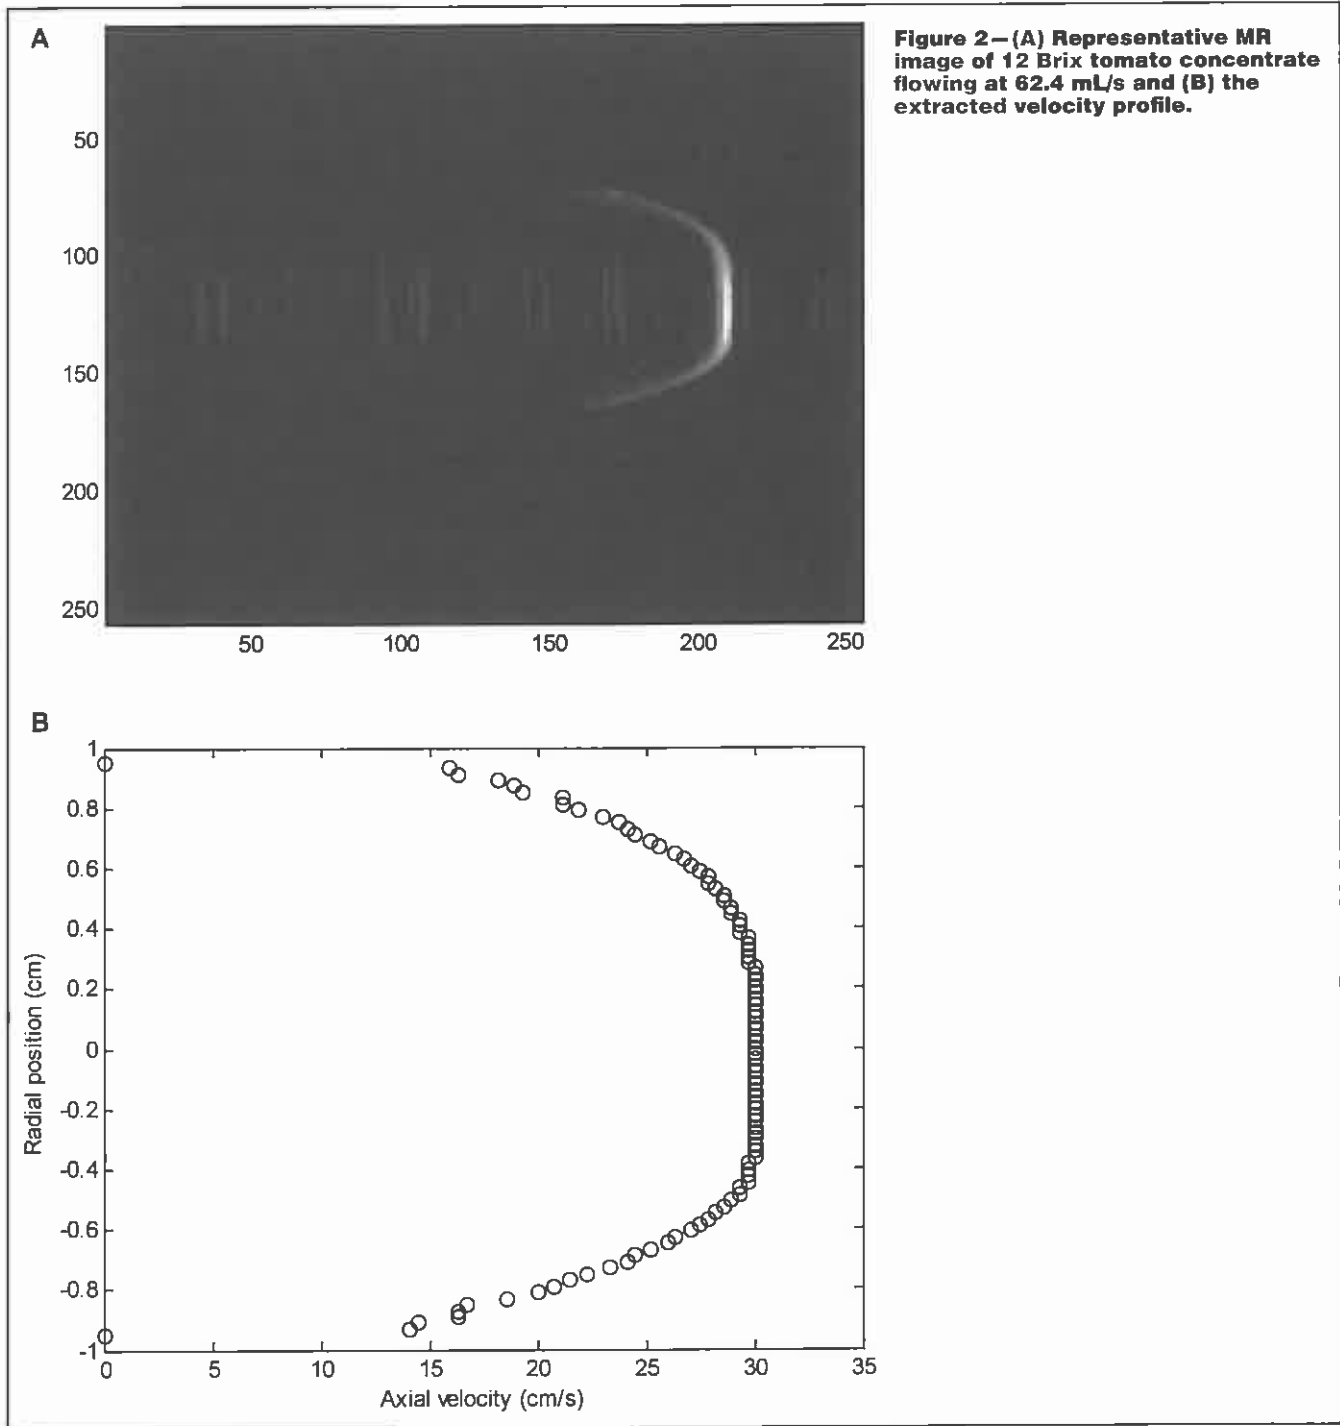 A
Figure 2—(A) Representative MR
image of 12 Brix tomato concentrate
flowing at 62.4 mL/s and (B) the
extracted velocity profile.
50
100
150
200
250
50 100 150 200 250
B
1
0.8
0.6
0.4
0.2
0
-0.2
-0.4
-0.6
-0.8
-1
Radial position (cm)
0 5 10 15 20 25 30 35
Axial velocity (cm/s)